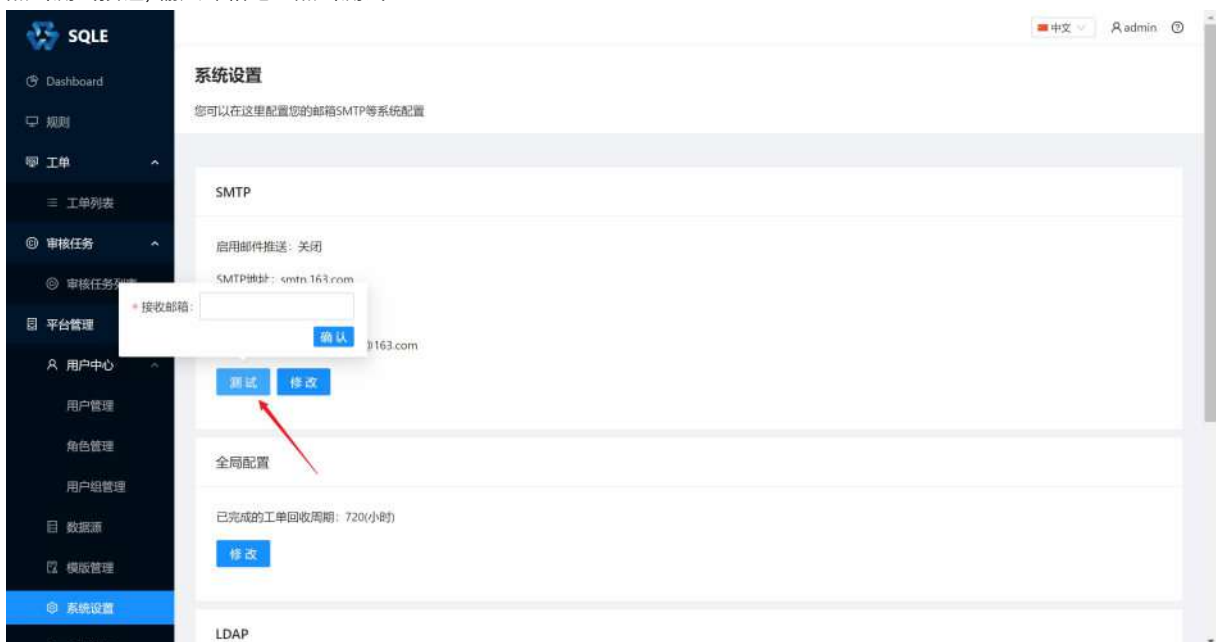 SQLE
中文
admin
Dashboard
规则
工单
工单列表
审核任务
审核任务列表
平台管理
用户中心
用户管理
角色管理
用户组管理
数据源
模版管理
系统设置
系统设置
您可以在这里配置您的邮箱SMTP等系统配置
SMTP
启用邮件推送：关闭
SMTP地址：smtp.163.com
* 接收邮箱：
确 认
@163.com
测 试
修 改
全局配置
已完成的工单回收周期：720(小时)
修 改
LDAP